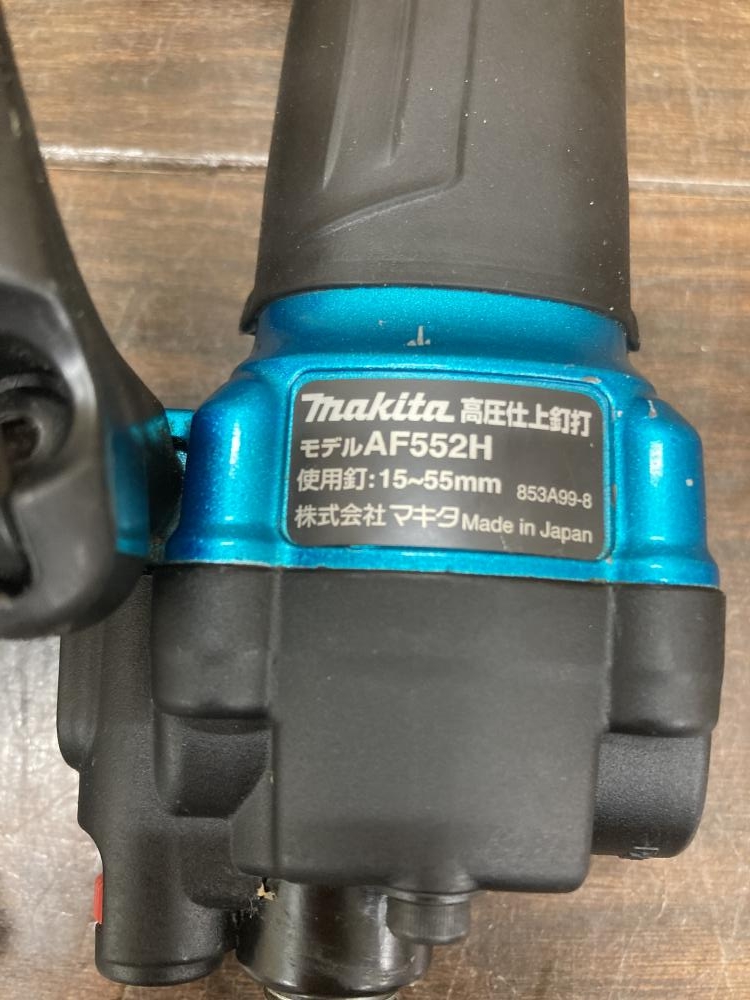 makita 高圧仕上釘打
モデルAF552H
使用釘:15~55mm 853A99-8
株式会社 マキタ Made in Japan